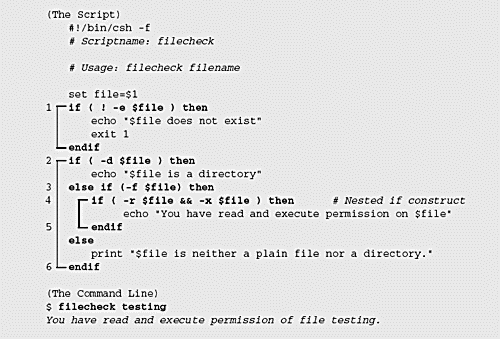 (The Script)
#!/bin/csh -f
# Scriptname: filecheck
# Usage: filecheck filename
set file=$1
1 if ( ! -e $file ) then
echo "$file does not exist"
exit 1
endif
2 if ( -d $file ) then
echo "$file is a directory"
3 else if (-f $file) then
4 if ( -r $file && -x $file ) then # Nested if construct
echo "You have read and execute permission on $file"
5 endif
else
print "$file is neither a plain file nor a directory."
6 endif
(The Command Line)
$ filecheck testing
You have read and execute permission of file testing.